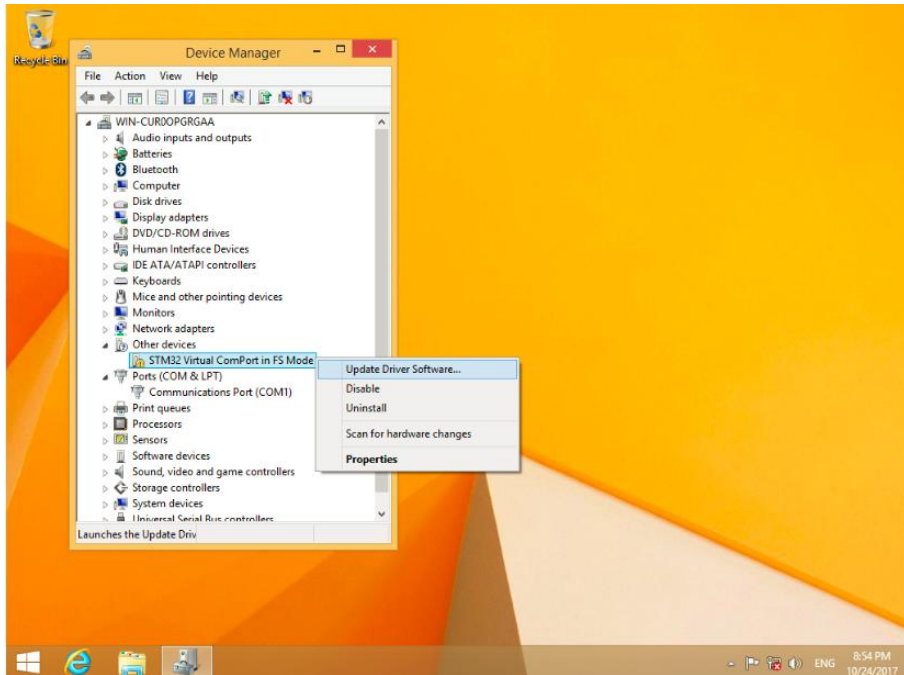 Recycle Bin
Device Manager
File Action View Help
WIN-CUR0OPGRGAA
Audio inputs and outputs
Batteries
Bluetooth
Computer
Disk drives
Display adapters
DVD/CD-ROM drives
Human Interface Devices
IDE ATA/ATAPI controllers
Keyboards
Mice and other pointing devices
Monitors
Network adapters
Other devices
STM32 Virtual ComPort in FS Mode
Ports (COM & LPT)
Communications Port (COM1)
Print queues
Processors
Sensors
Software devices
Sound, video and game controllers
Storage controllers
System devices
Universal Serial Bus controllers
Launches the Update Driv
Update Driver Software...
Disable
Uninstall
Scan for hardware changes
Properties
ENG
8:54 PM
10/24/2017